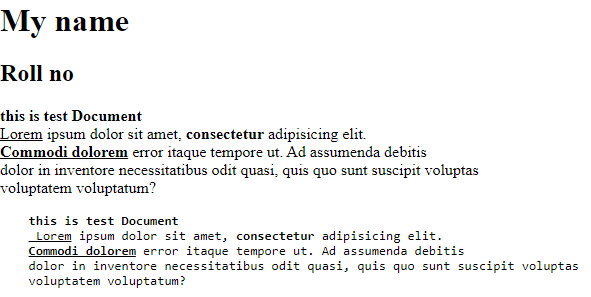 My name
Roll no
this is test Document
Lorem ipsum dolor sit amet, consectetur adipisicing elit.
Commodi dolorem error itaque tempore ut. Ad assumenda debitis
dolor in inventore necessitatibus odit quasi, quis quo sunt suscipit voluptas
voluptatem voluptatum?
this is test Document
Lorem ipsum dolor sit amet, consectetur adipisicing elit.
Commodi dolorem error itaque tempore ut. Ad assumenda debitis
dolor in inventore necessitatibus odit quasi, quis quo sunt suscipit voluptas
voluptatem voluptatum?